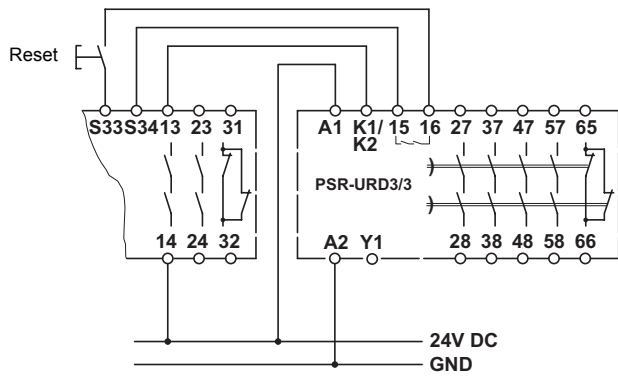 Reset
S33 S34 13 23 31
A1 K1/ 15 16 27 37 47 57 65
K2
PSR-URD3/3
14 24 32
A2 Y1 28 38 48 58 66
24V DC
GND